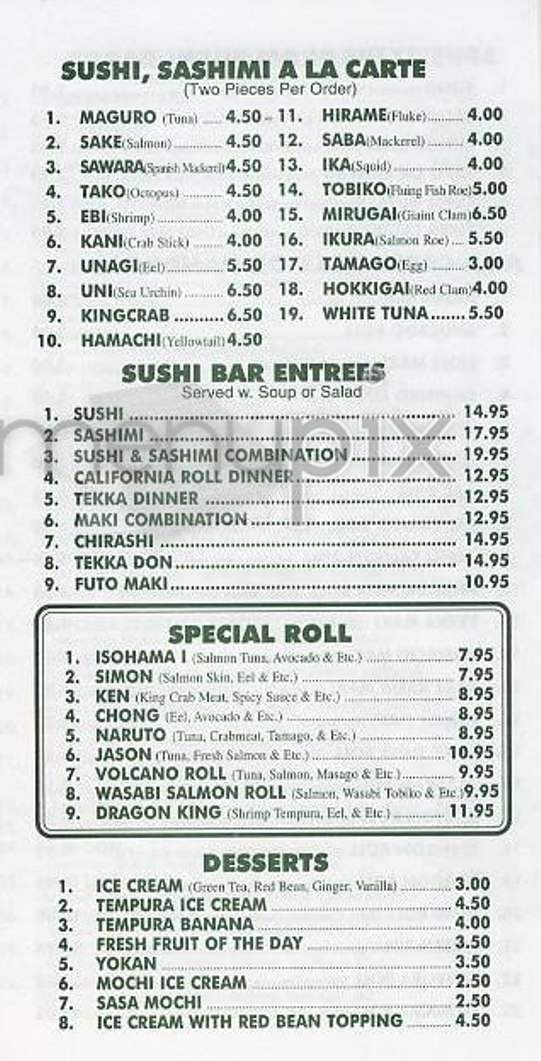 SUSHI, SASHIMI A LA CARTE
(Two Pieces Per Order)
1. MAGURO (Tuna) ..... 4.50
2. SAKE(Salmon) ..... 4.50
3. SAWARA(Spanish Mackerel) 4.50
4. TAKO(Octopus) ..... 4.50
5. EBI(Shrimp) ..... 4.00
6. KANI(Crab Stick) ..... 4.00
7. UNAGI(Eel) ..... 5.50
8. UNI(Sea Urchin) ..... 6.50
9. KINGCRAB ..... 6.50
10. HAMACHI(Yellowtail) 4.50
11. HIRAME(Fluke) ..... 4.00
12. SABA(Mackerel) ..... 4.00
13. IKA(Squid) ..... 4.00
14. TOBIKO(Fluing Fish Roe) 5.00
15. MIRUGAI(Giaint Clam) 6.50
16. IKURA(Salmon Roe) ... 5.50
17. TAMAGO(Egg) ..... 3.00
18. HOKKIGAI(Red Clam) 4.00
19. WHITE TUNA ..... 5.50
SUSHI BAR ENTREES
Served w. Soup or Salad
1. SUSHI ..... 14.95
2. SASHIMI ..... 17.95
3. SUSHI & SASHIMI COMBINATION ..... 19.95
4. CALIFORNIA ROLL DINNER ..... 12.95
5. TEKKA DINNER ..... 12.95
6. MAKI COMBINATION ..... 12.95
7. CHIRASHI ..... 14.95
8. TEKKA DON ..... 14.95
9. FUTO MAKI ..... 10.95
menupix
SPECIAL ROLL
1. ISOHAMA I (Salmon Tuna, Avocado & Etc.) ..... 7.95
2. SIMON (Salmon Skin, Eel & Etc.) ..... 7.95
3. KEN (King Crab Meat, Spicy Sauce & Etc.) ..... 8.95
4. CHONG (Eel, Avocado & Etc.) ..... 8.95
5. NARUTO (Tuna, Crabmeat, Tamago, & Etc.) ..... 8.95
6. JASON (Tuna, Fresh Salmon & Etc.) ..... 10.95
7. VOLCANO ROLL (Tuna, Salmon, Masago & Etc.) ..... 9.95
8. WASABI SALMON ROLL (Salmon, Wasabi Tobiko & Etc.) 9.95
9. DRAGON KING (Shrimp Tempura, Eel, & Etc.) ..... 11.95
DESSERTS
1. ICE CREAM (Green Tea, Red Bean, Ginger, Vanilla) ..... 3.00
2. TEMPURA ICE CREAM ..... 4.50
3. TEMPURA BANANA ..... 4.00
4. FRESH FRUIT OF THE DAY ..... 3.50
5. YOKAN ..... 3.50
6. MOCHI ICE CREAM ..... 2.50
7. SASA MOCHI ..... 2.50
8. ICE CREAM WITH RED BEAN TOPPING ..... 4.50